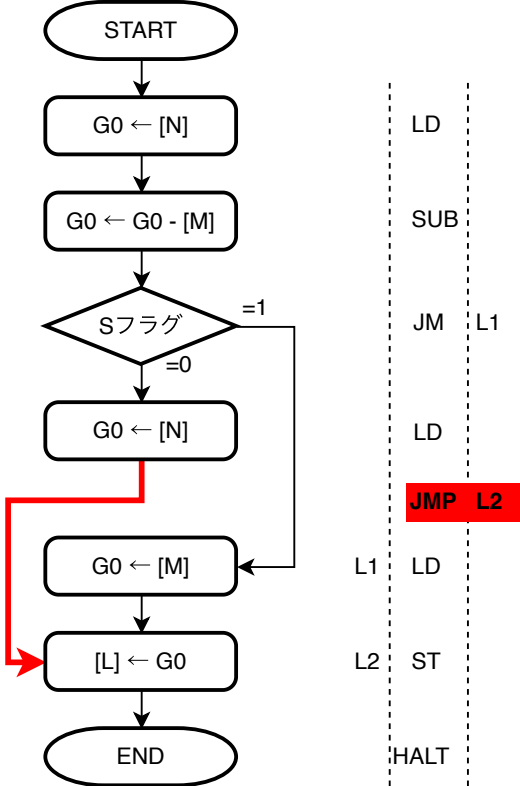 START
G0 ← [N]
LD
G0 ← G0 - [M]
SUB
Sフラグ
=1
JM L1
=0
G0 ← [N]
LD
JMP L2
G0 ← [M]
L1 LD
[L] ← G0
L2 ST
END
HALT